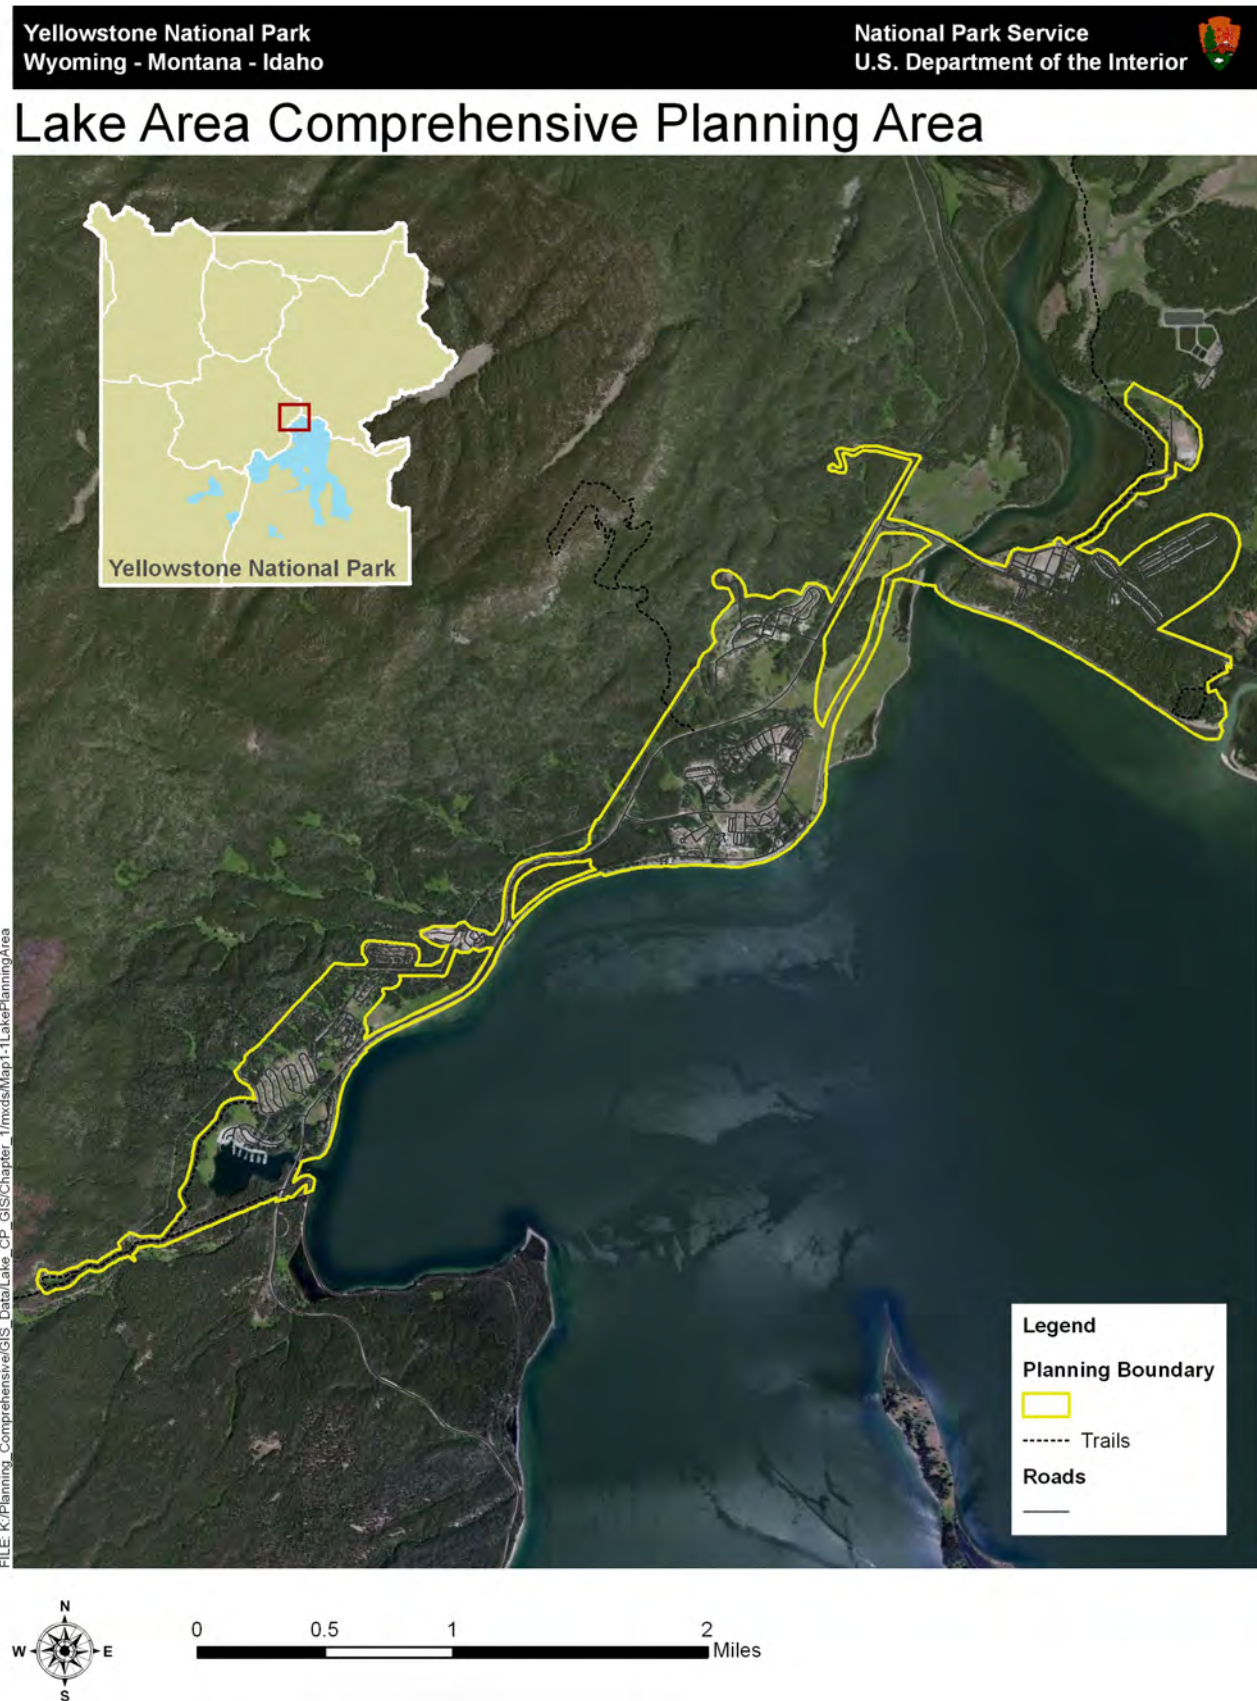 Yellowstone National Park
Wyoming - Montana - Idaho
National Park Service
U.S. Department of the Interior
Lake Area Comprehensive Planning Area
Yellowstone National Park
Legend
Planning Boundary
Trails
Roads
FILE: K:/Planning_Comprehensive/GIS_Data/Lake_CP_GIS/Chapter_1/mxds/Map1-1LakePlanningArea
N
W E
S
0 0.5 1 2
Miles